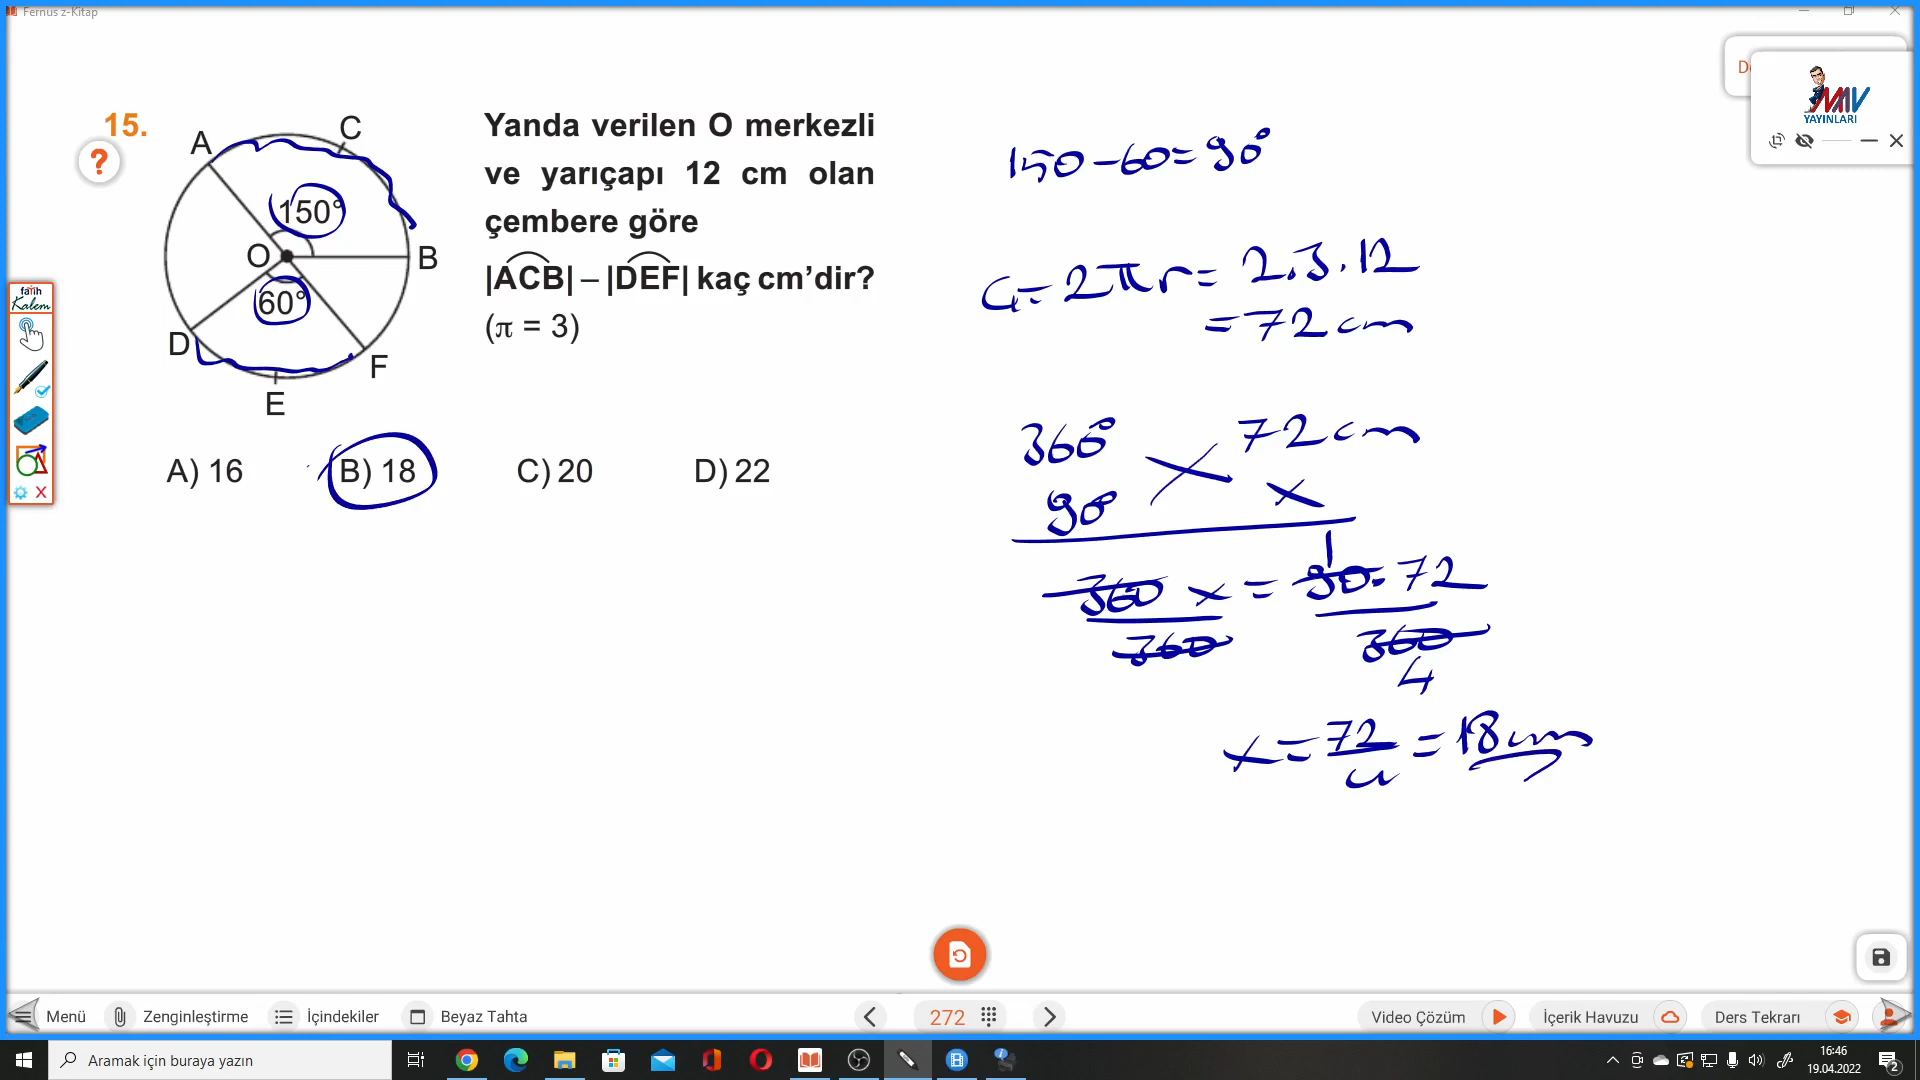 Fernus z-Kitap
MAV
YAYINLARI
15.
?
A
C
150°
O
B
60°
D
F
E
Yanda verilen O merkezli
ve yarıçapı 12 cm olan
çembere göre
|ACB| – |DEF| kaç cm'dir?
(π = 3)
A) 16
B) 18
C) 20
D) 22
150-60=90°
Ç=2πr=2.3.12
=72 cm
360° 72 cm
90° x
360 x = 90.72
360 360
1
4
x=72/4=18cm
fatih
Kalem
Menü
Zenginleştirme
İçindekiler
Beyaz Tahta
272
Video Çözüm
İçerik Havuzu
Ders Tekrarı
Aramak için buraya yazın
16:46
19.04.2022
2